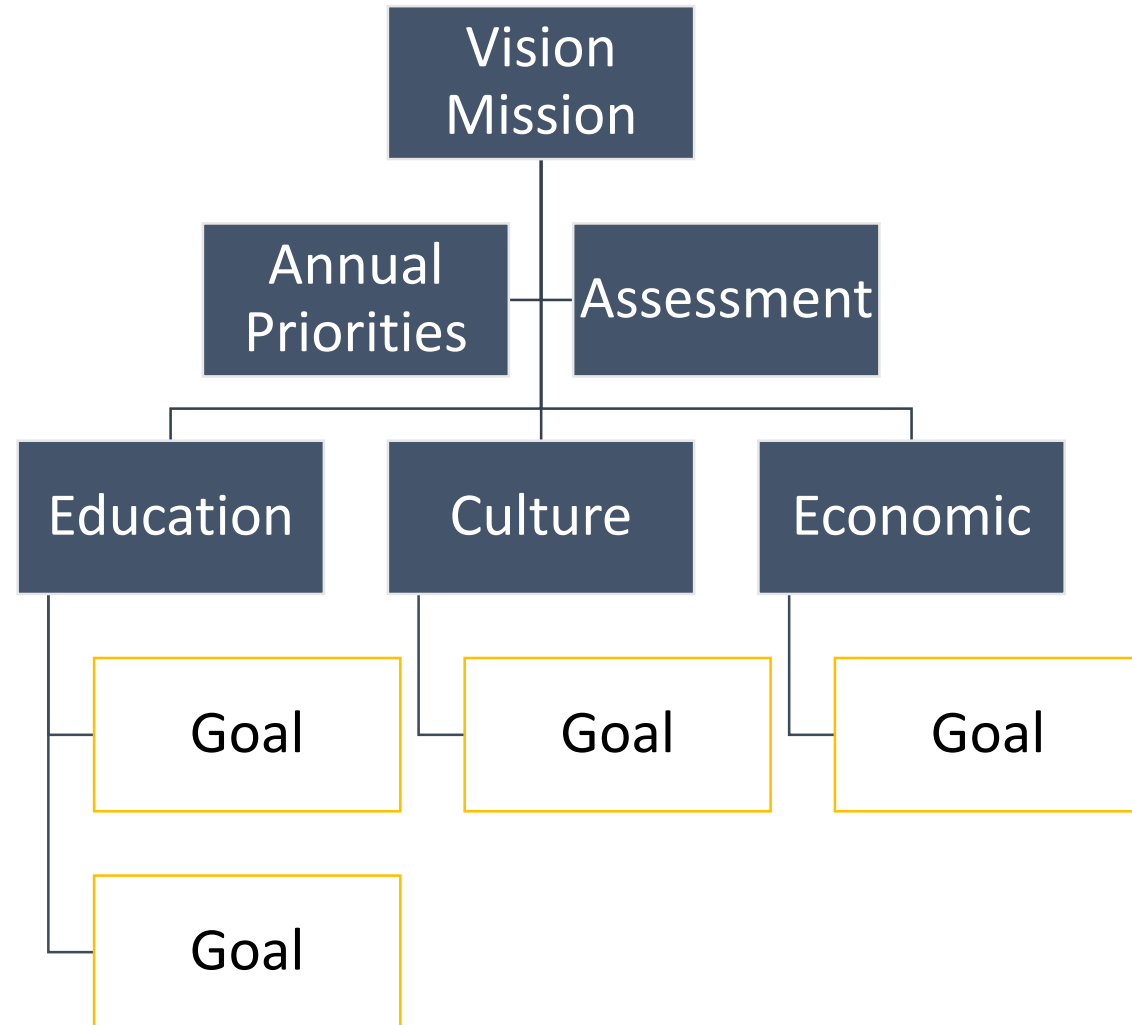 Vision
Mission
Annual
Priorities
Assessment
Education
Culture
Economic
Goal
Goal
Goal
Goal